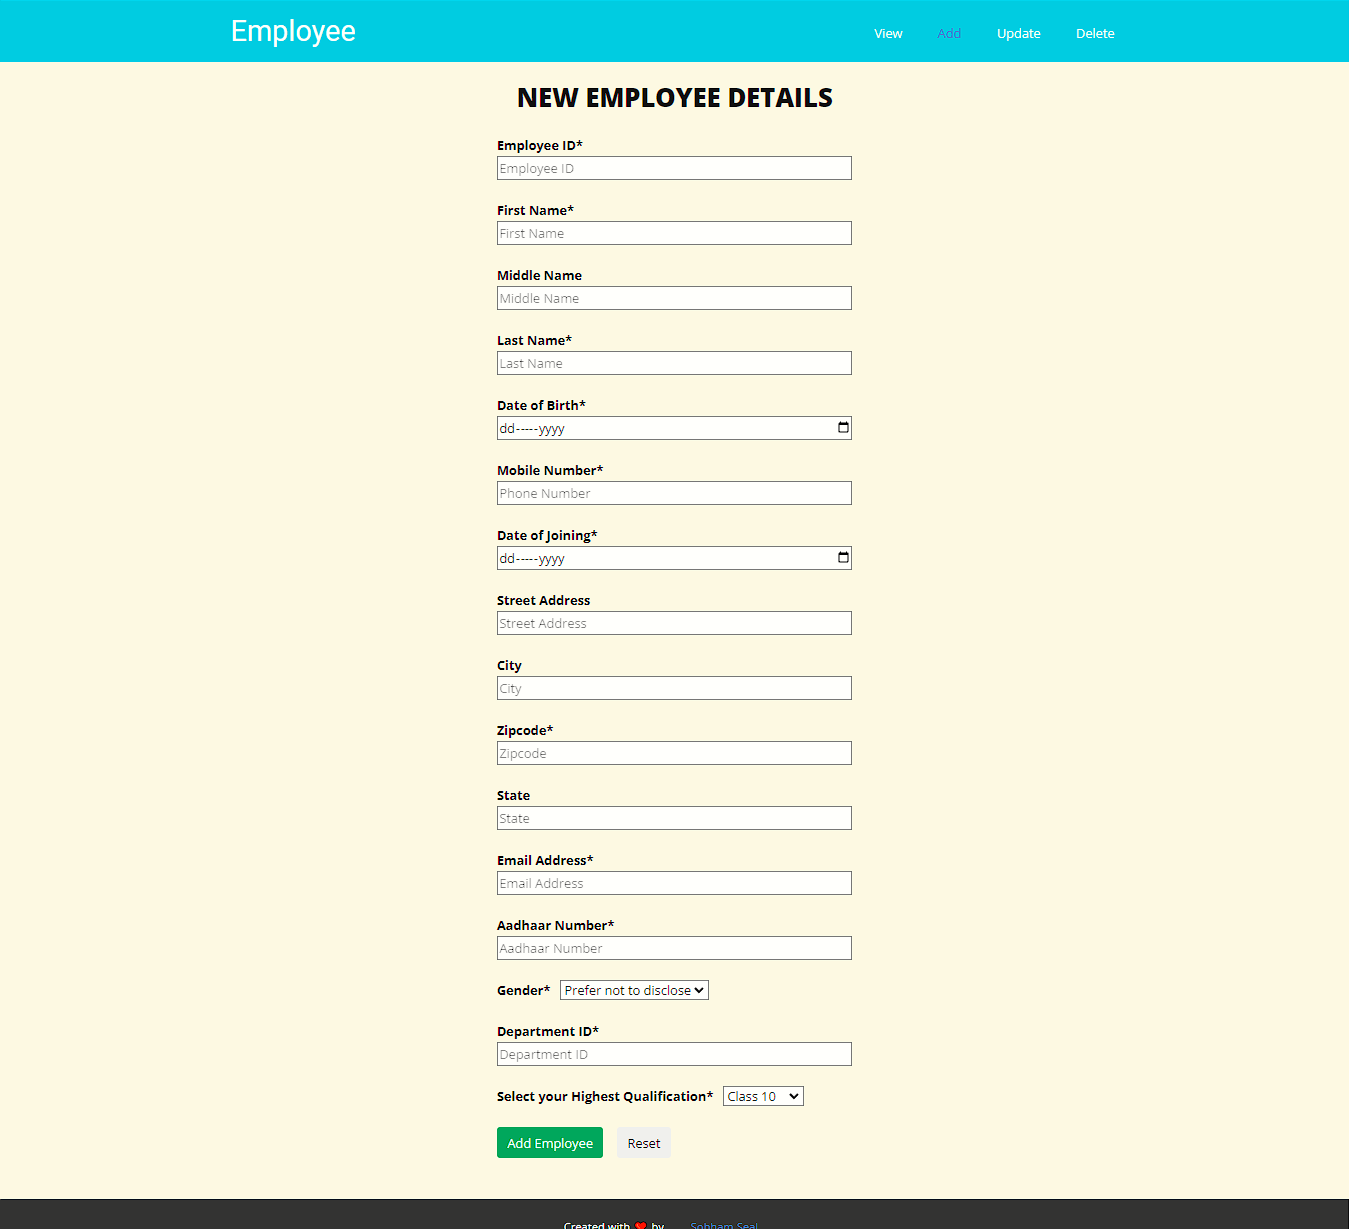 Employee
View Add Update Delete
NEW EMPLOYEE DETAILS
Employee ID*
Employee ID
First Name*
First Name
Middle Name
Middle Name
Last Name*
Last Name
Date of Birth*
dd-----yyyy
Mobile Number*
Phone Number
Date of Joining*
dd-----yyyy
Street Address
Street Address
City
City
Zipcode*
Zipcode
State
State
Email Address*
Email Address
Aadhaar Number*
Aadhaar Number
Gender* Prefer not to disclose
Department ID*
Department ID
Select your Highest Qualification* Class 10
Add Employee Reset
Created with ❤ by Sobham Seal